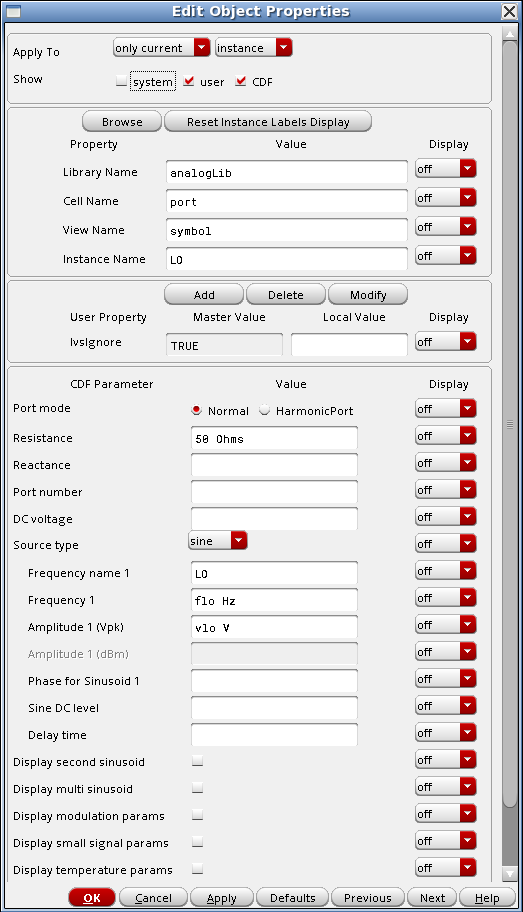 Edit Object Properties
Apply To only current instance
Show system user CDF
Browse Reset Instance Labels Display
Property Value Display
Library Name analogLib off
Cell Name port off
View Name symbol off
Instance Name LO off
Add Delete Modify
User Property Master Value Local Value Display
lvsIgnore TRUE off
CDF Parameter Value Display
Port mode Normal HarmonicPort off
Resistance 50 Ohms off
Reactance off
Port number off
DC voltage off
Source type sine off
Frequency name 1 LO off
Frequency 1 flo Hz off
Amplitude 1 (Vpk) vlo V off
Amplitude 1 (dBm) off
Phase for Sinusoid 1 off
Sine DC level off
Delay time off
Display second sinusoid off
Display multi sinusoid off
Display modulation params off
Display small signal params off
Display temperature params off
OK Cancel Apply Defaults Previous Next Help